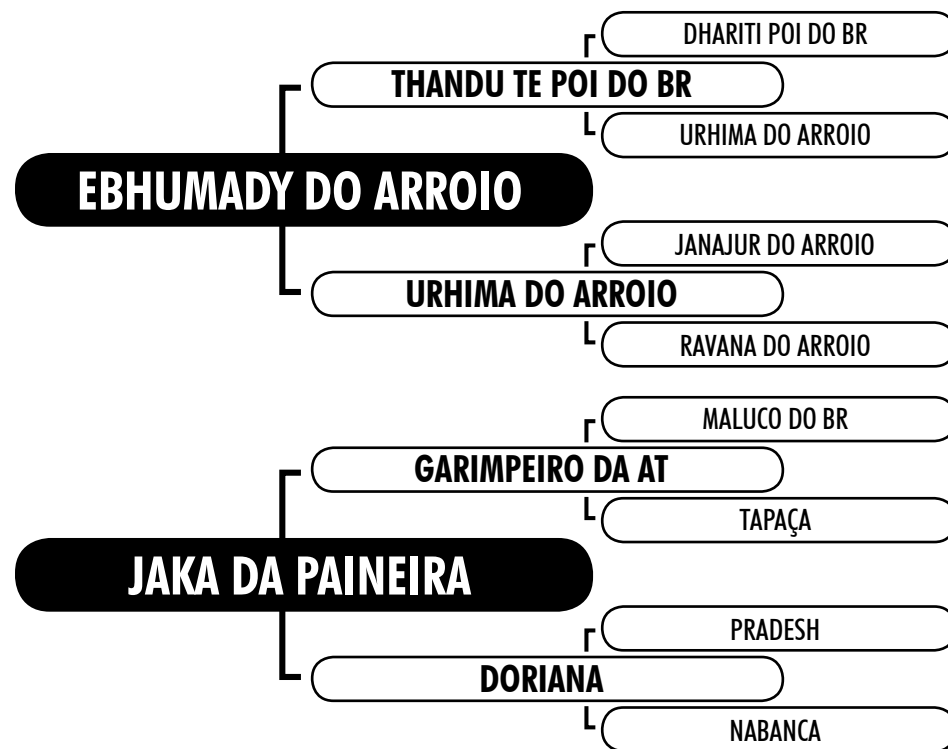 DHARITI POI DO BR
THANDU TE POI DO BR
URHIMA DO ARROIO
EBHUMADY DO ARROIO
JANAJUR DO ARROIO
URHIMA DO ARROIO
RAVANA DO ARROIO
MALUCO DO BR
GARIMPEIRO DA AT
TAPAÇA
JAKA DA PAINEIRA
PRADESH
DORIANA
NABANCA